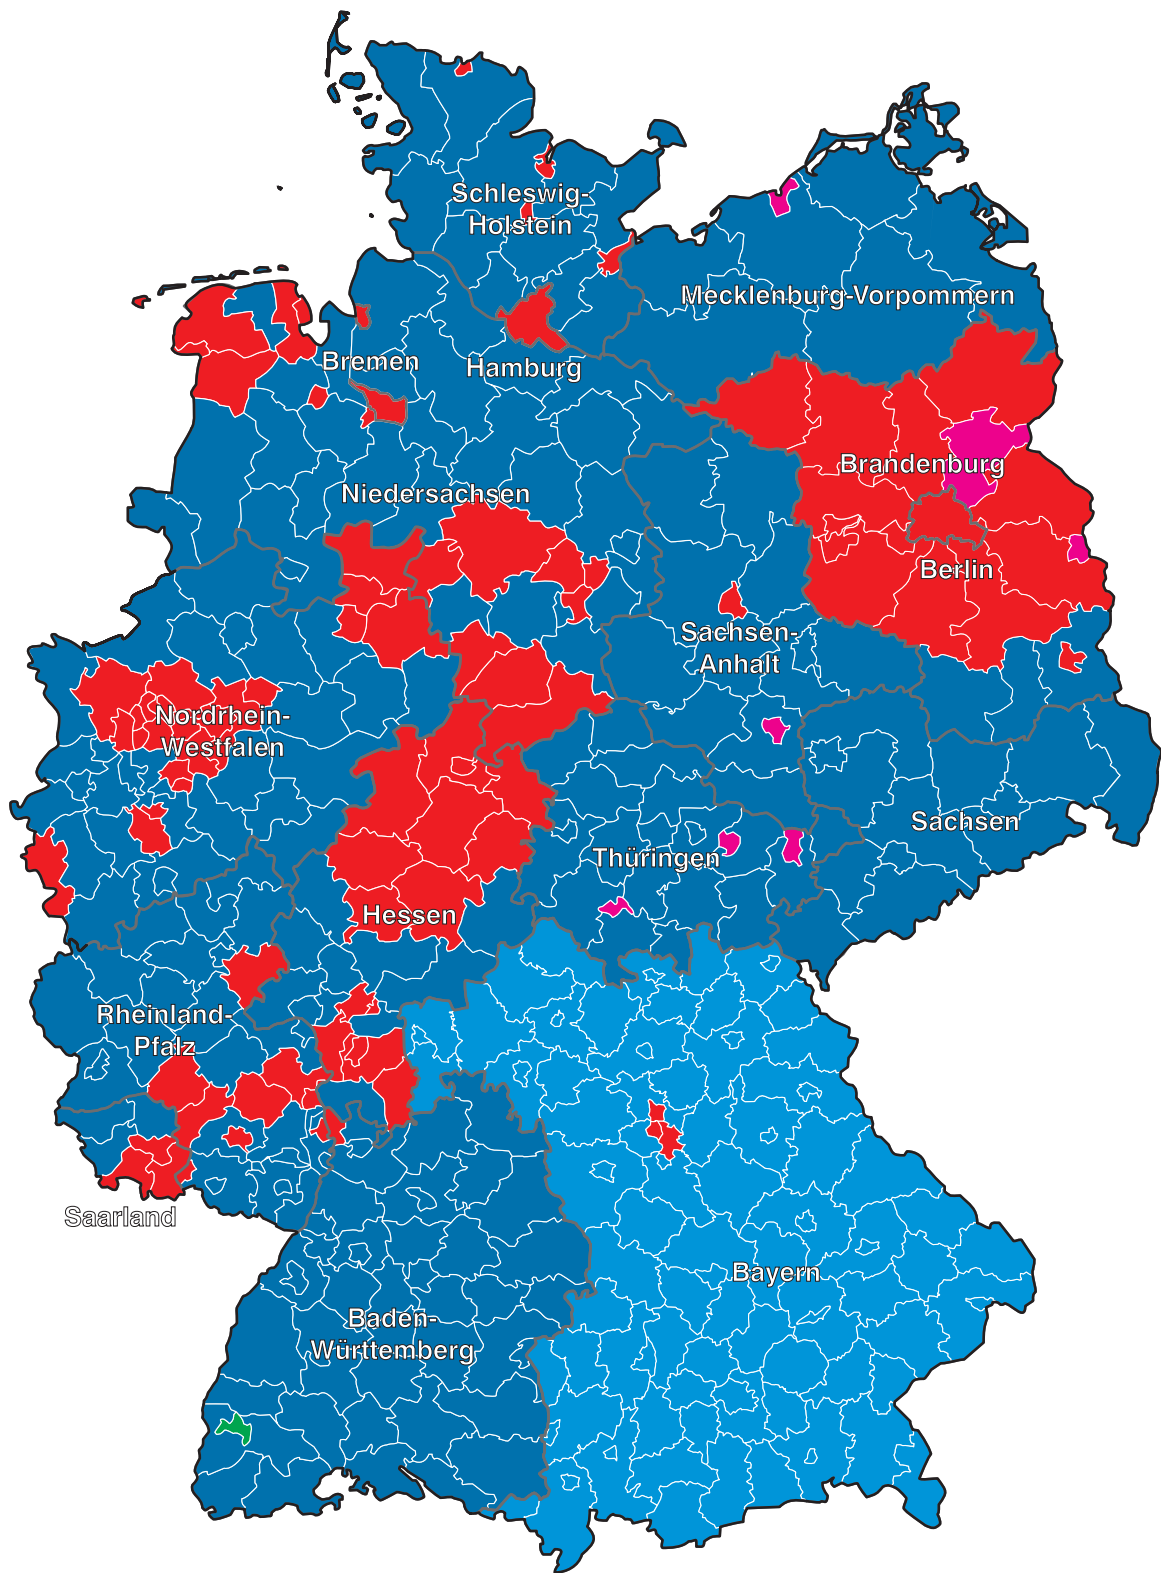 Schleswig-
Holstein
Mecklenburg-Vorpommern
Bremen
Hamburg
Brandenburg
Niedersachsen
Berlin
Sachsen-
Anhalt
Nordrhein-
Westfalen
Sachsen
Thüringen
Hessen
Rheinland-
Pfalz
Saarland
Bayern
Baden-
Württemberg